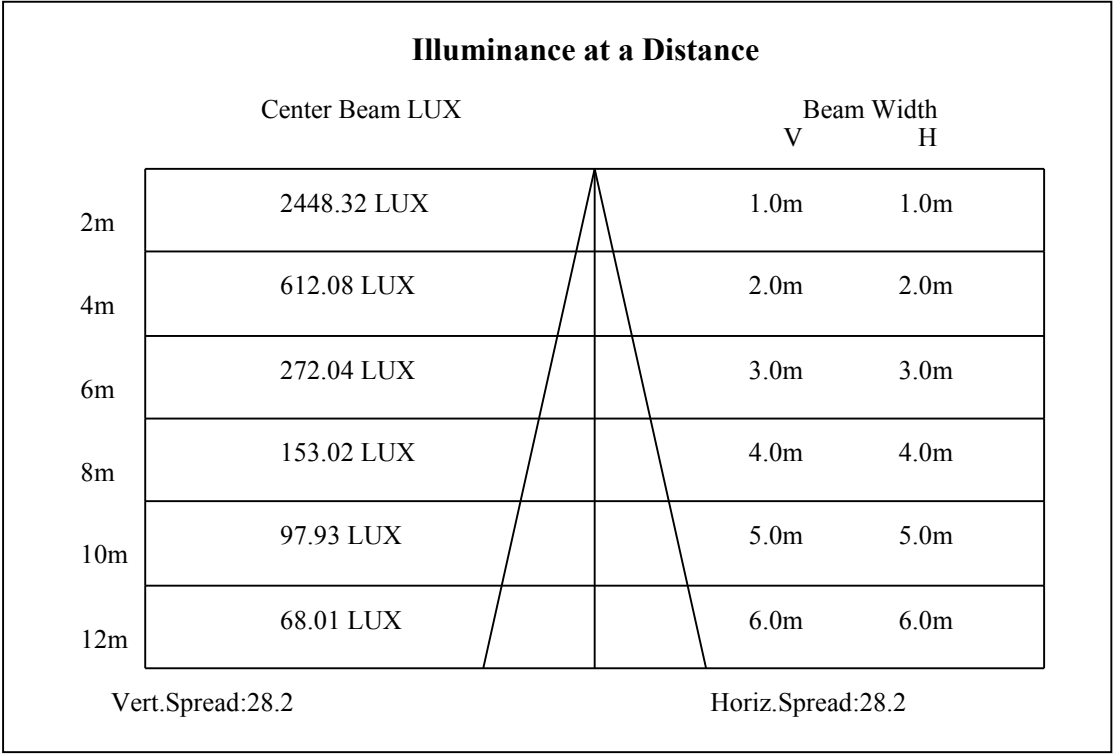 Illuminance at a Distance
Center Beam LUX Beam Width
V H
2m 2448.32 LUX 1.0m 1.0m
4m 612.08 LUX 2.0m 2.0m
6m 272.04 LUX 3.0m 3.0m
8m 153.02 LUX 4.0m 4.0m
10m 97.93 LUX 5.0m 5.0m
12m 68.01 LUX 6.0m 6.0m
Vert.Spread:28.2 Horiz.Spread:28.2